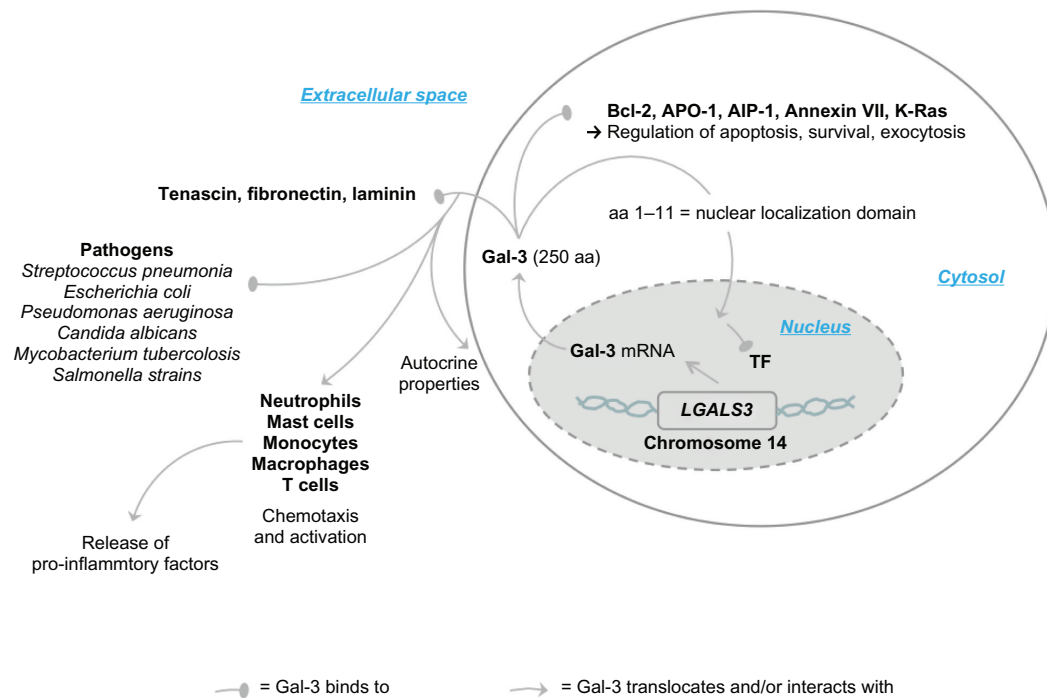 Extracellular space
Bcl-2, APO-1, AIP-1, Annexin VII, K-Ras
→ Regulation of apoptosis, survival, exocytosis
Tenascin, fibronectin, laminin
aa 1–11 = nuclear localization domain
Pathogens
Streptococcus pneumonia
Escherichia coli
Pseudomonas aeruginosa
Candida albicans
Mycobacterium tubercolosis
Salmonella strains
Gal-3 (250 aa)
Cytosol
Nucleus
Gal-3 mRNA
TF
LGALS3
Chromosome 14
Autocrine
properties
Neutrophils
Mast cells
Monocytes
Macrophages
T cells
Chemotaxis
and activation
Release of
pro-inflammtory factors
= Gal-3 binds to
= Gal-3 translocates and/or interacts with